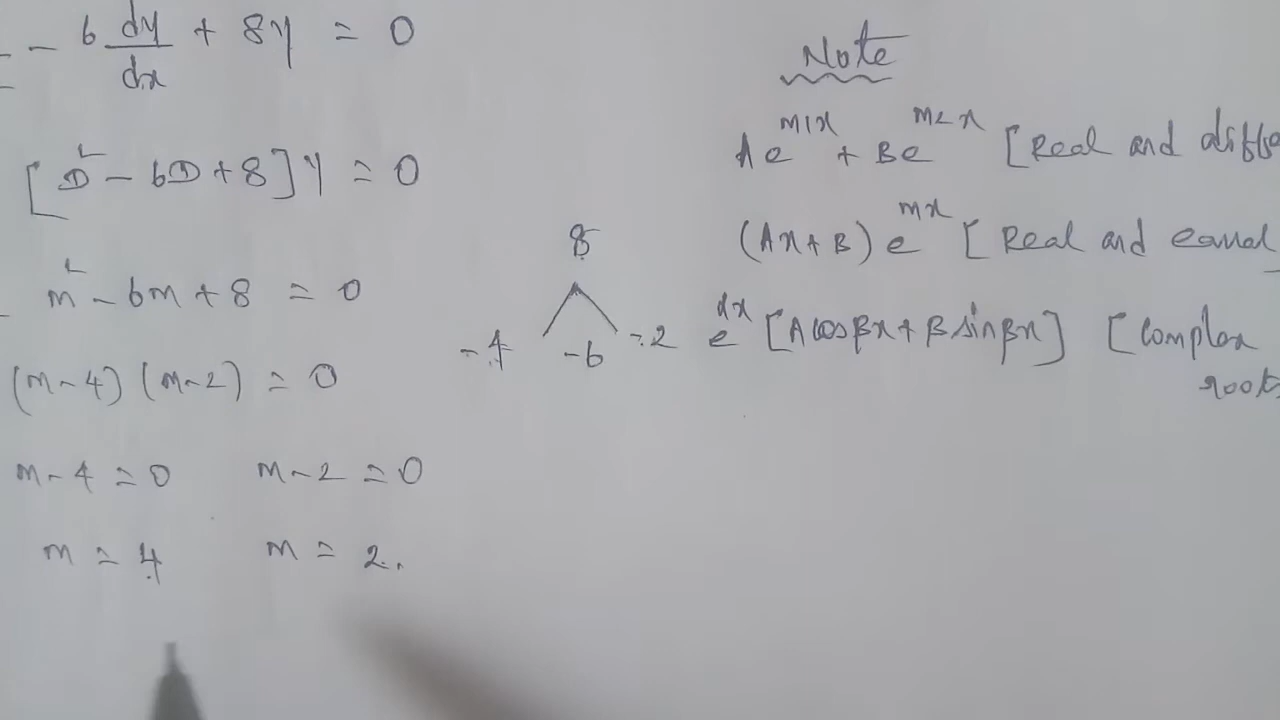 - 6 dy/dx + 8y = 0
[D² - 6D + 8] y = 0
m² - 6m + 8 = 0
(m - 4) (m - 2) = 0
m - 4 = 0 m - 2 = 0
m = 4 m = 2.
8
-4 -6 -2
Note
Ae^m1x + Be^m2x [Real and diffe
(Ax + B) e^mx [Real and equal
e^αx [A cos βx + B sin βx] [Complex
roots